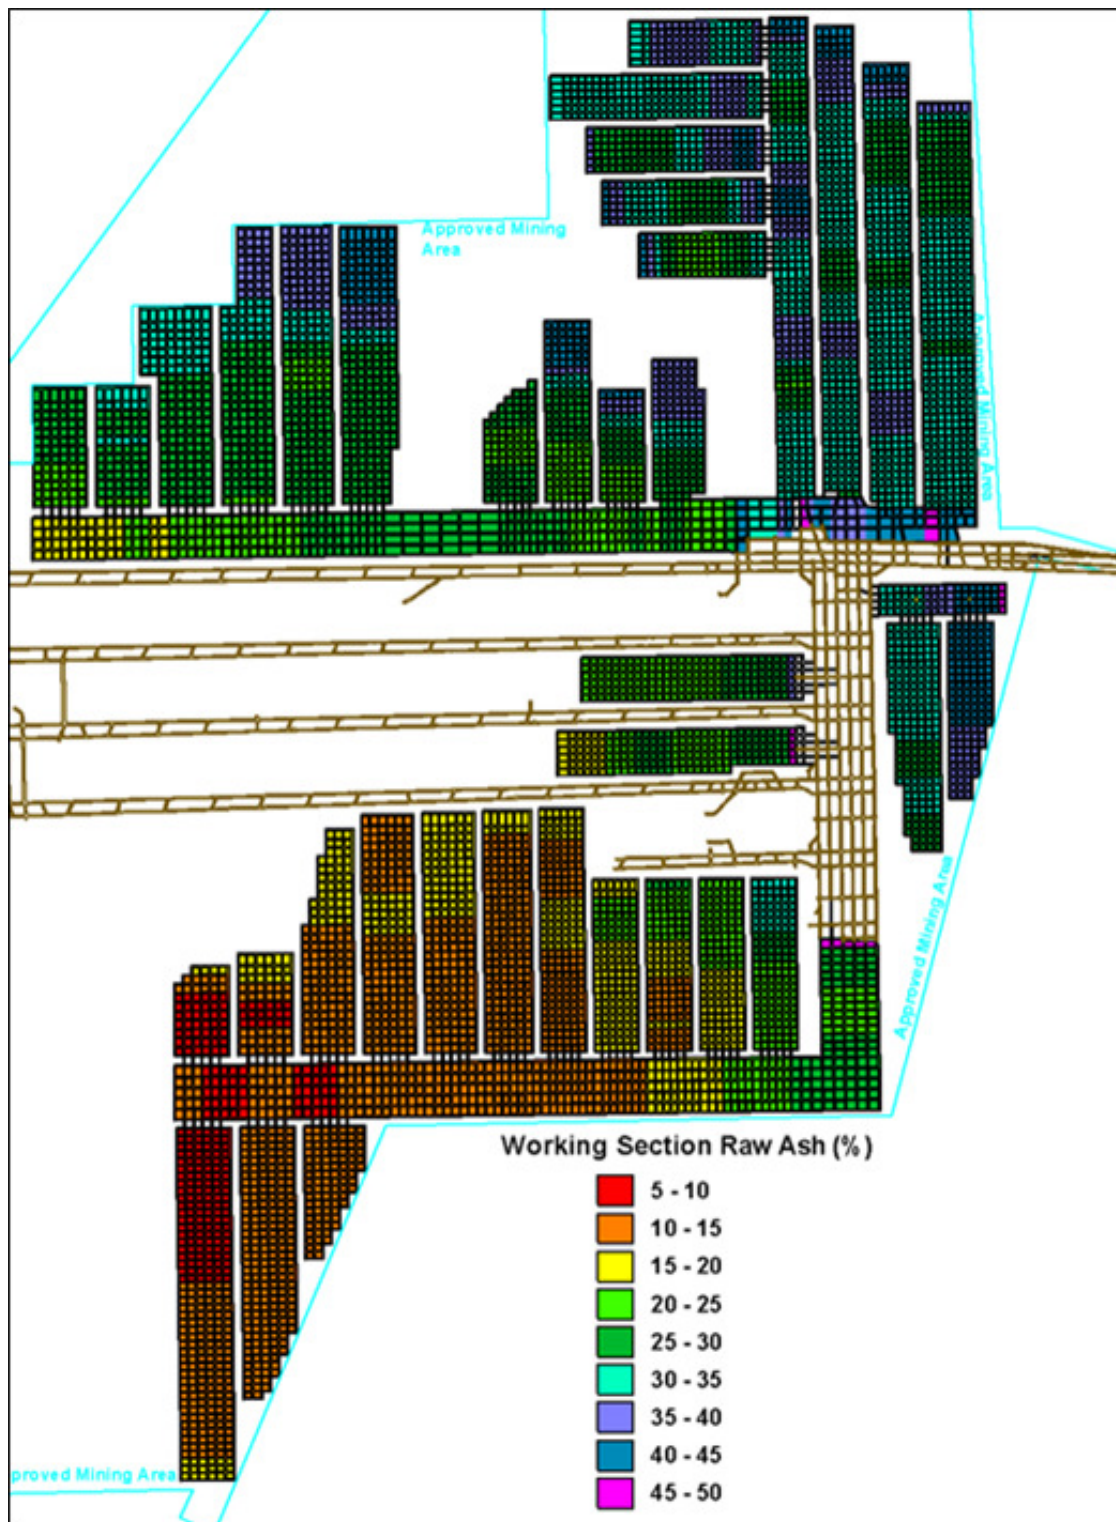 Approved Mining
Area
Approved Mining Area
Approved Mining Area
Working Section Raw Ash (%)
5 - 10
10 - 15
15 - 20
20 - 25
25 - 30
30 - 35
35 - 40
40 - 45
45 - 50
proved Mining Area